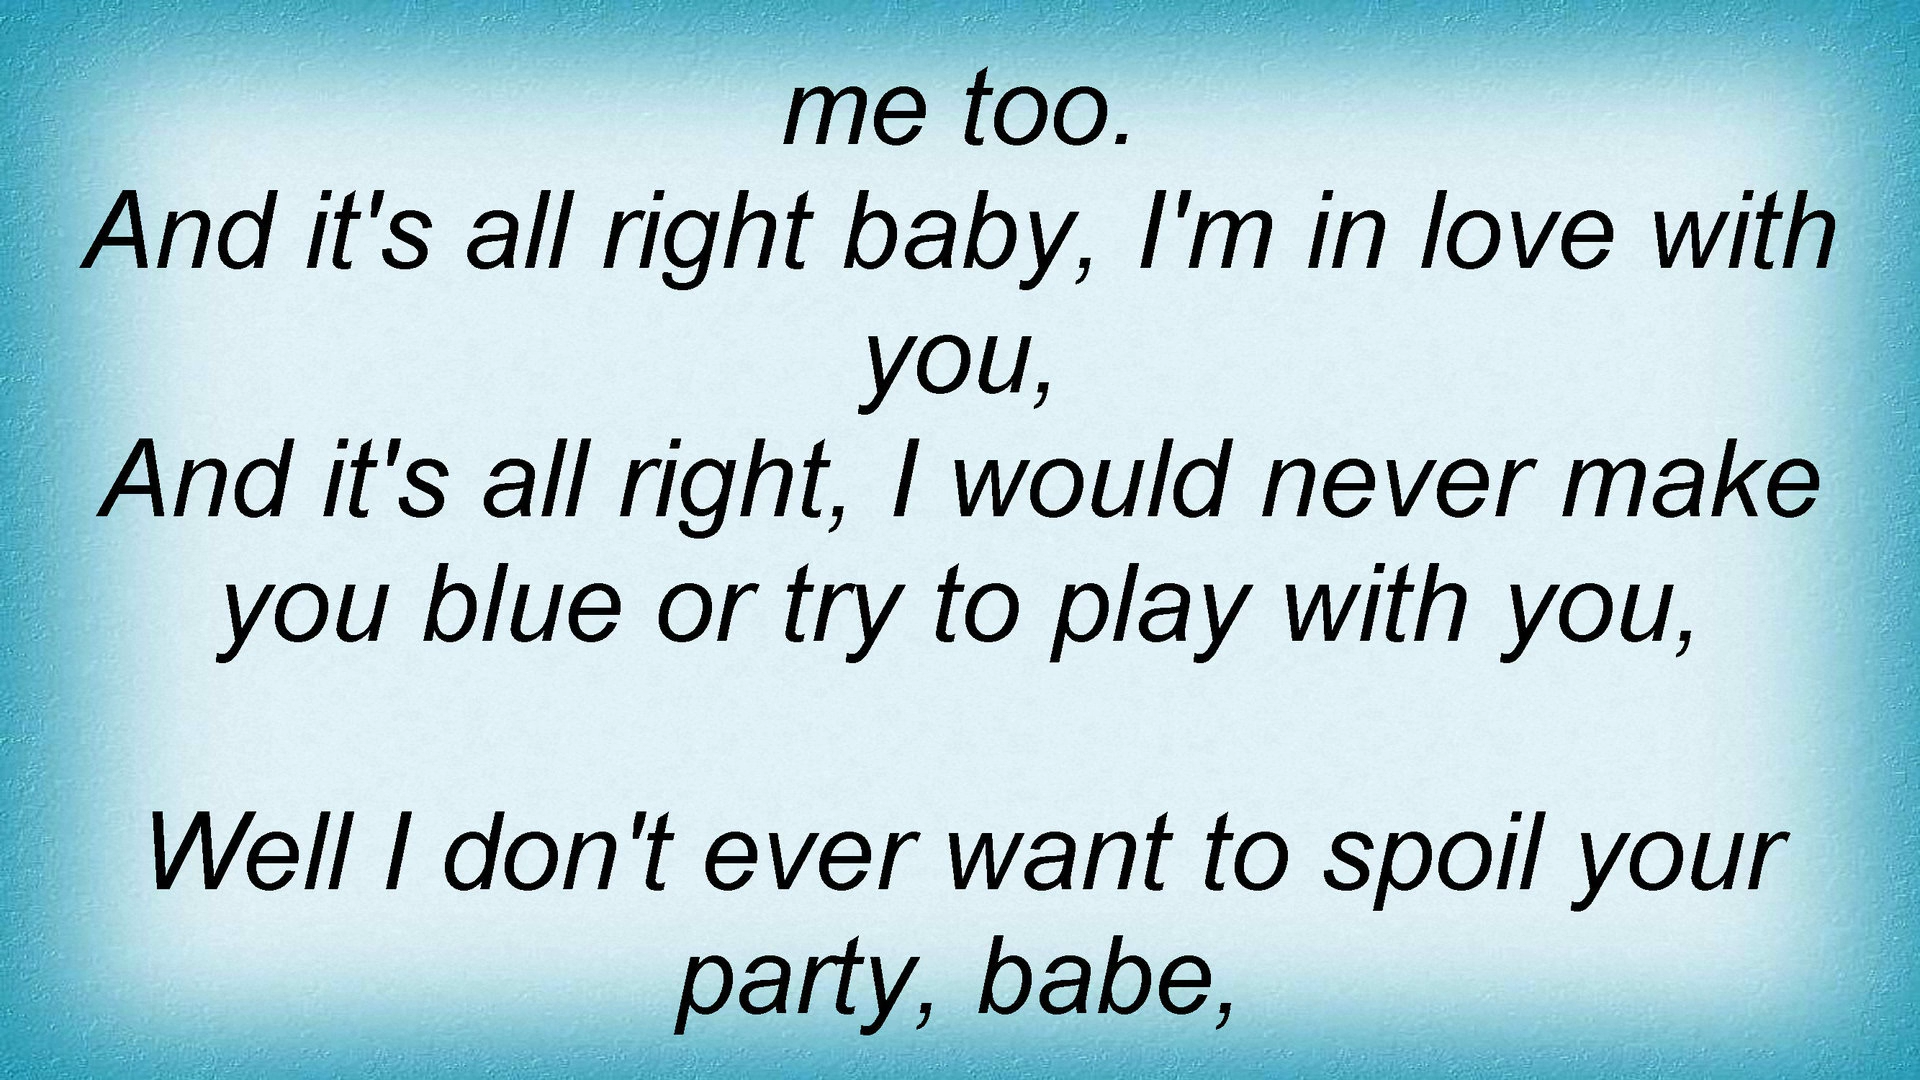 me too.
And it's all right baby, I'm in love with
you,
And it's all right, I would never make
you blue or try to play with you,
Well I don't ever want to spoil your
party, babe,